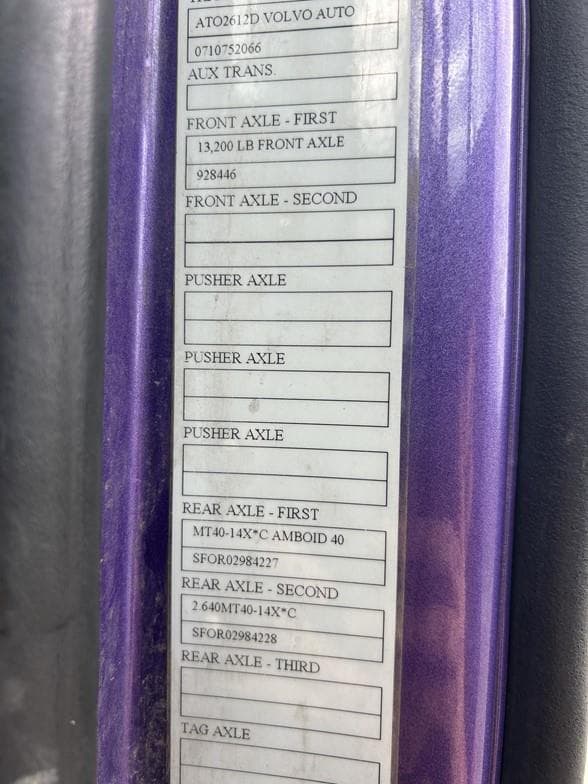 ATO2612D VOLVO AUTO
0710752066
AUX TRANS.
FRONT AXLE - FIRST
13,200 LB FRONT AXLE
928446
FRONT AXLE - SECOND
PUSHER AXLE
PUSHER AXLE
PUSHER AXLE
REAR AXLE - FIRST
MT40-14X*C AMBOID 40
SFOR02984227
REAR AXLE - SECOND
2.640MT40-14X*C
SFOR02984228
REAR AXLE - THIRD
TAG AXLE